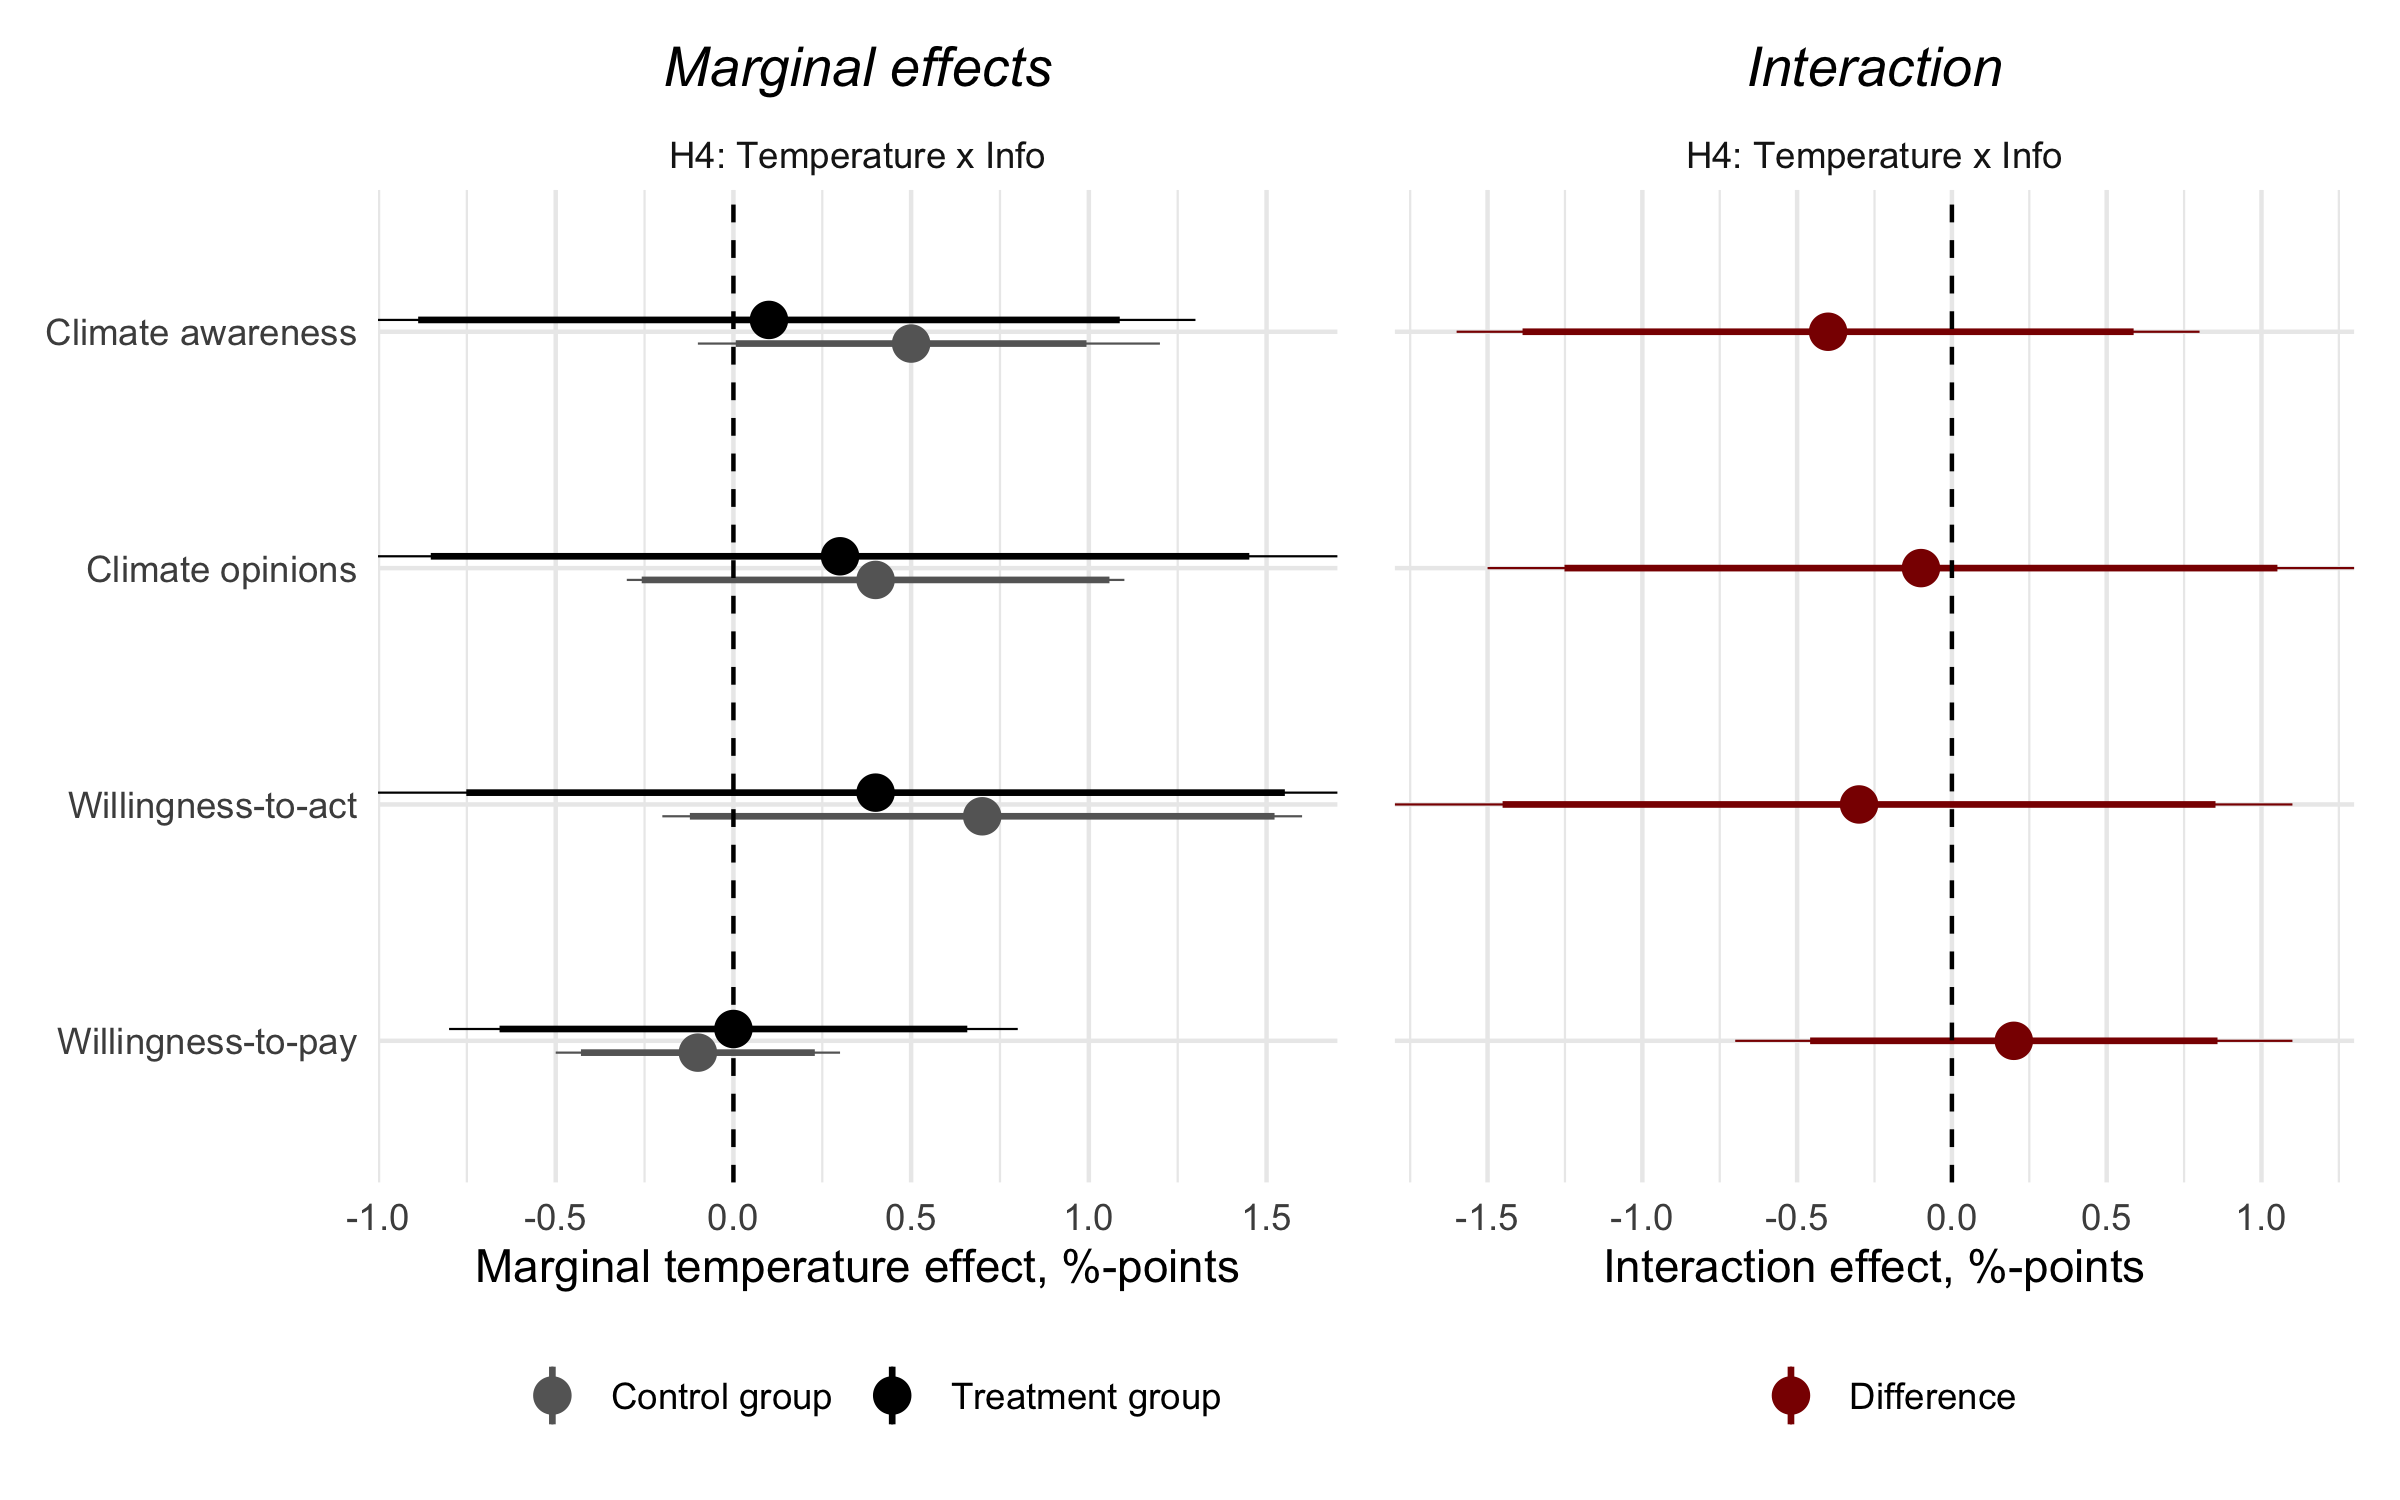 Marginal effects
Interaction
H4: Temperature x Info
H4: Temperature x Info
Climate awareness
Climate opinions
Willingness-to-act
Willingness-to-pay
-1.0 -0.5 0.0 0.5 1.0 1.5
-1.5 -1.0 -0.5 0.0 0.5 1.0
Marginal temperature effect, %-points
Interaction effect, %-points
Control group Treatment group
Difference